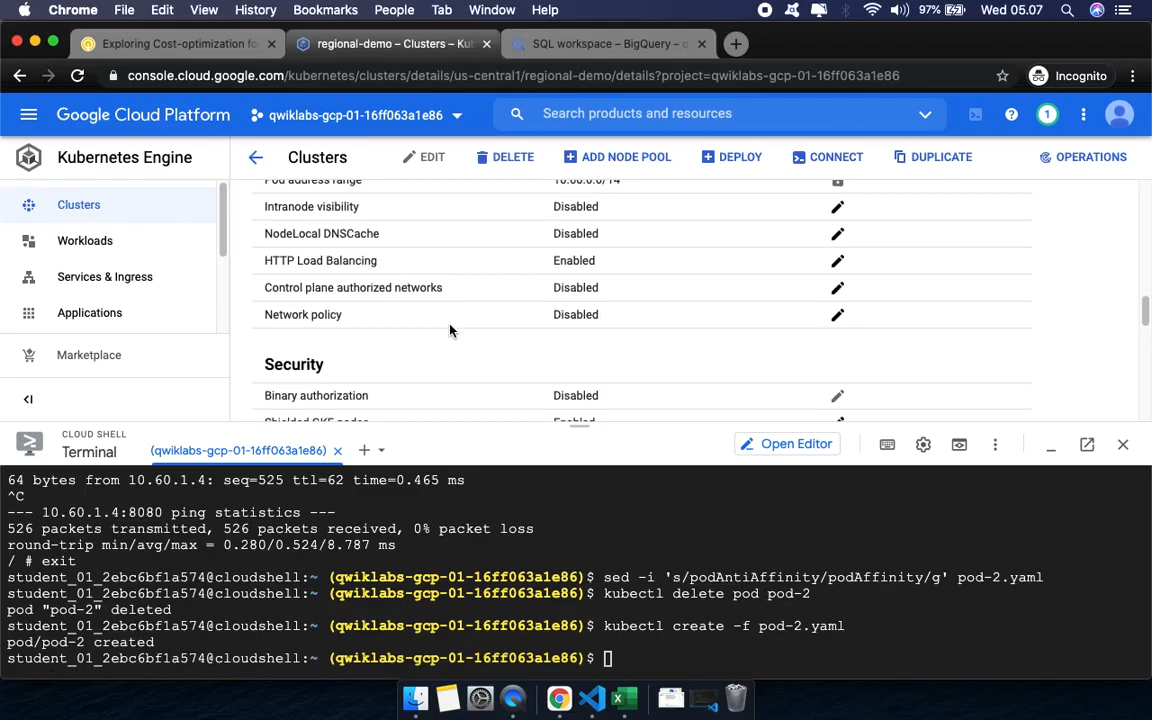 Chrome File Edit View History Bookmarks People Tab Window Help 97% Wed 05.07
Exploring Cost-optimization fo
regional-demo – Clusters – Ku
SQL workspace – BigQuery – q
console.cloud.google.com/kubernetes/clusters/details/us-central1/regional-demo/details?project=qwiklabs-gcp-01-16ff063a1e86
Incognito
Google Cloud Platform
qwiklabs-gcp-01-16ff063a1e86
Search products and resources
1
Kubernetes Engine
Clusters
EDIT
DELETE
ADD NODE POOL
DEPLOY
CONNECT
DUPLICATE
OPERATIONS
Clusters
Workloads
Services & Ingress
Applications
Marketplace
Pod address range
Intranode visibility Disabled
NodeLocal DNSCache Disabled
HTTP Load Balancing Enabled
Control plane authorized networks Disabled
Network policy Disabled
Security
Binary authorization Disabled
Shielded GKE nodes Enabled
CLOUD SHELL
Terminal
(qwiklabs-gcp-01-16ff063a1e86)
Open Editor
64 bytes from 10.60.1.4: seq=525 ttl=62 time=0.465 ms
^C
--- 10.60.1.4:8080 ping statistics ---
526 packets transmitted, 526 packets received, 0% packet loss
round-trip min/avg/max = 0.280/0.524/8.787 ms
/ # exit
student_01_2ebc6bf1a574@cloudshell:~ (qwiklabs-gcp-01-16ff063a1e86)$ sed -i 's/podAntiAffinity/podAffinity/g' pod-2.yaml
student_01_2ebc6bf1a574@cloudshell:~ (qwiklabs-gcp-01-16ff063a1e86)$ kubectl delete pod pod-2
pod "pod-2" deleted
student_01_2ebc6bf1a574@cloudshell:~ (qwiklabs-gcp-01-16ff063a1e86)$ kubectl create -f pod-2.yaml
pod/pod-2 created
student_01_2ebc6bf1a574@cloudshell:~ (qwiklabs-gcp-01-16ff063a1e86)$